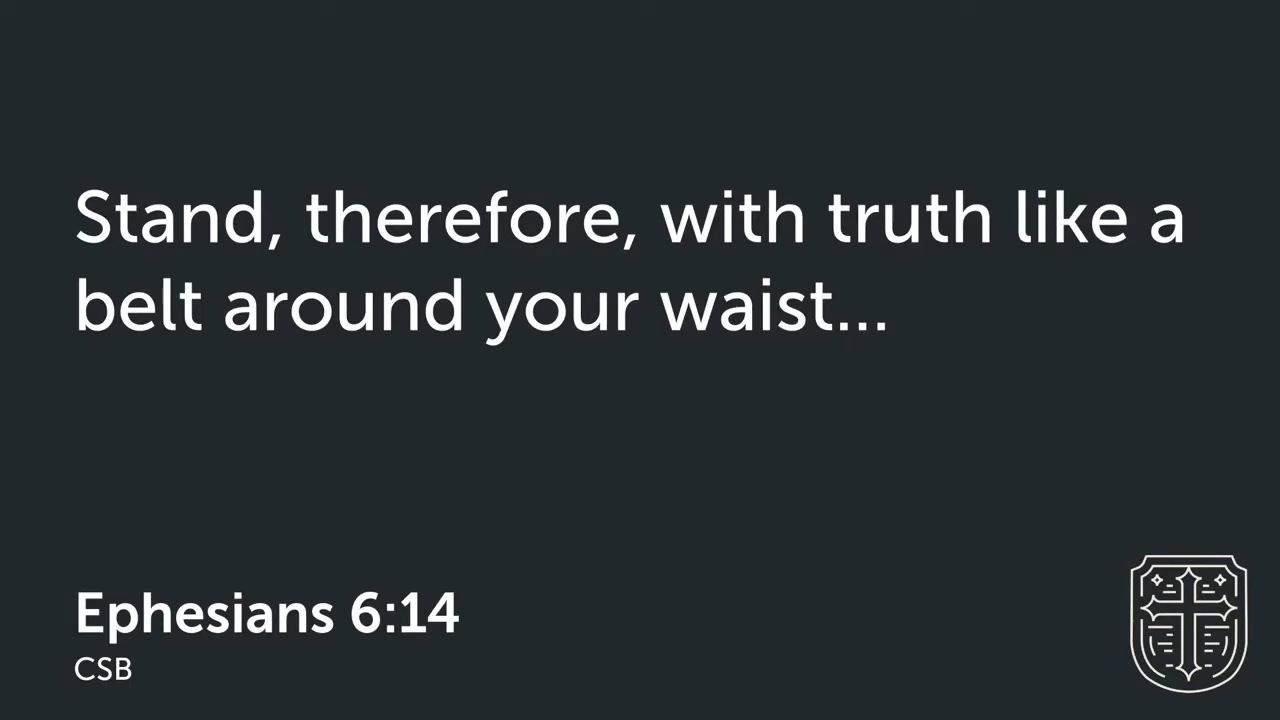 Stand, therefore, with truth like a
belt around your waist...
Ephesians 6:14
CSB